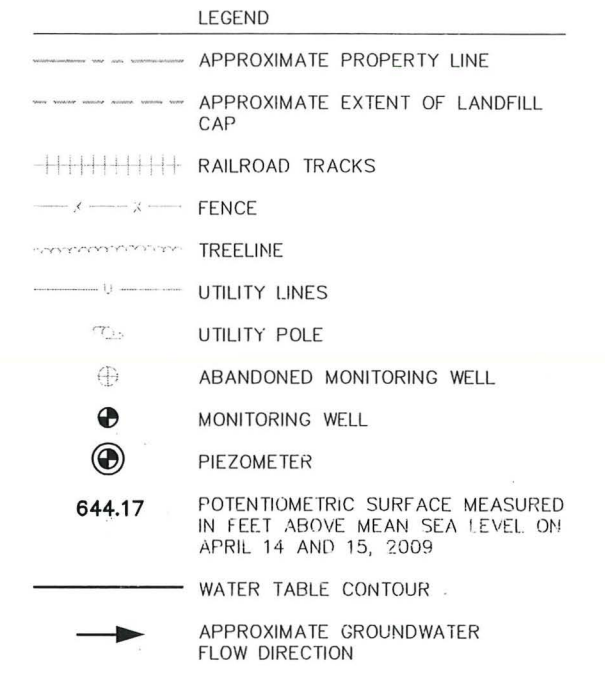 LEGEND
APPROXIMATE PROPERTY LINE
APPROXIMATE EXTENT OF LANDFILL
CAP
RAILROAD TRACKS
FENCE
TREELINE
U
UTILITY LINES
UTILITY POLE
ABANDONED MONITORING WELL
MONITORING WELL
PIEZOMETER
644.17
POTENTIOMETRIC SURFACE MEASURED
IN FEET ABOVE MEAN SEA LEVEL ON
APRIL 14 AND 15, 2009
WATER TABLE CONTOUR
APPROXIMATE GROUNDWATER
FLOW DIRECTION